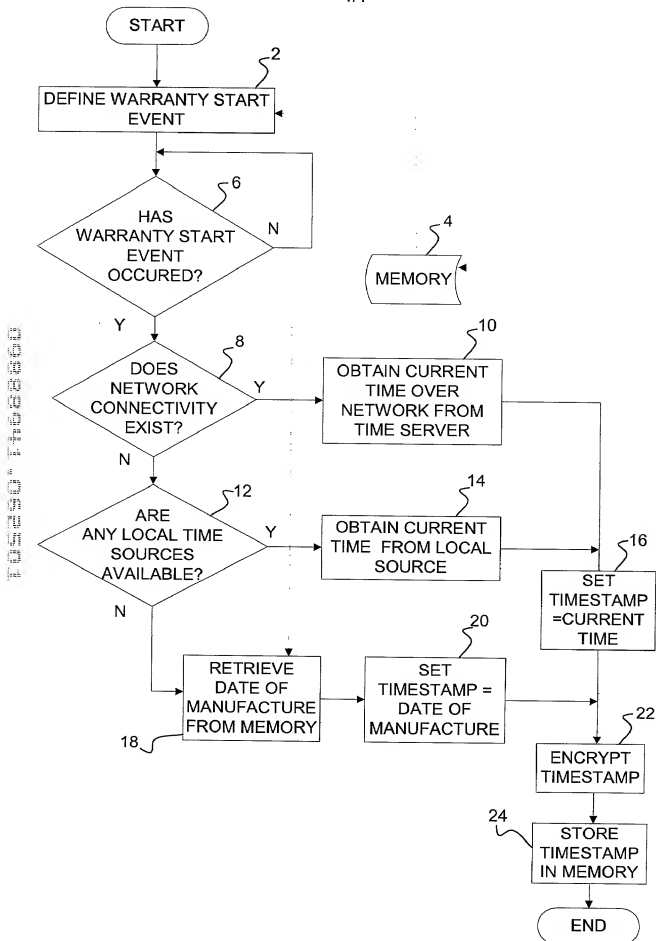 START
2
DEFINE WARRANTY START
EVENT
6
HAS
WARRANTY START
EVENT
OCCURED?
N
4
MEMORY
Y
8
DOES
NETWORK
CONNECTIVITY
EXIST?
Y
10
OBTAIN CURRENT
TIME OVER
NETWORK FROM
TIME SERVER
N
12
ARE
ANY LOCAL TIME
SOURCES
AVAILABLE?
Y
14
OBTAIN CURRENT
TIME FROM LOCAL
SOURCE
16
SET
TIMESTAMP
=CURRENT
TIME
N
RETRIEVE
DATE OF
MANUFACTURE
FROM MEMORY
18
20
SET
TIMESTAMP =
DATE OF
MANUFACTURE
22
ENCRYPT
TIMESTAMP
24
STORE
TIMESTAMP
IN MEMORY
END